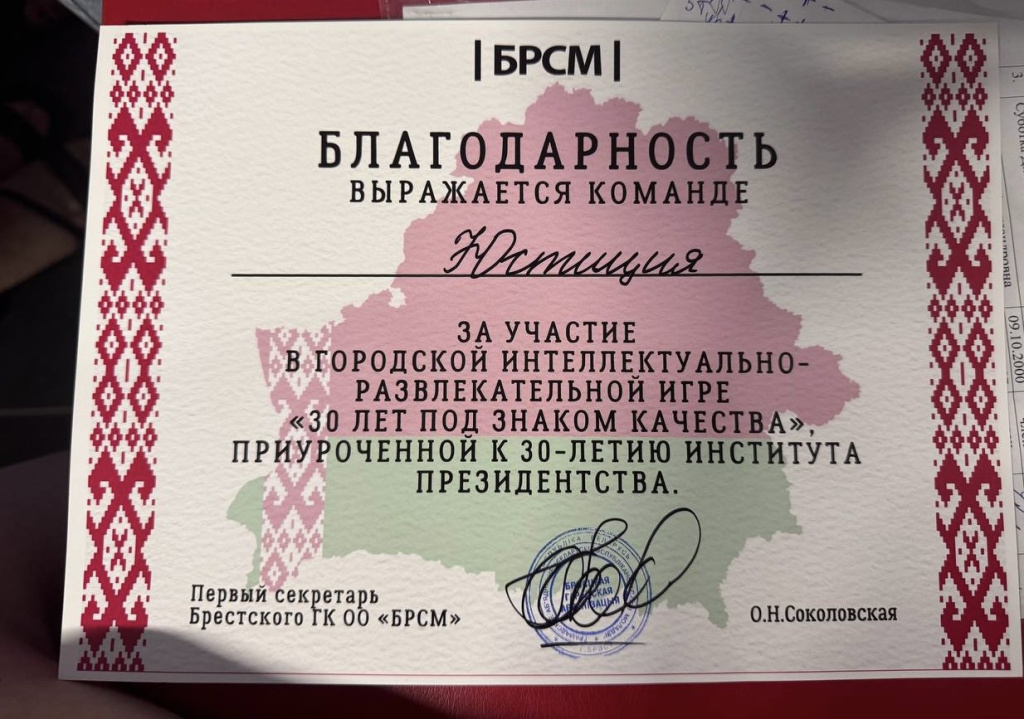 |БРСМ|
БЛАГОДАРНОСТЬ
ВЫРАЖАЕТСЯ КОМАНДЕ
Юстиция
ЗА УЧАСТИЕ
В ГОРОДСКОЙ ИНТЕЛЛЕКТУАЛЬНО-
РАЗВЛЕКАТЕЛЬНОЙ ИГРЕ
«30 ЛЕТ ПОД ЗНАКОМ КАЧЕСТВА»,
ПРИУРОЧЕННОЙ К 30-ЛЕТИЮ ИНСТИТУТА
ПРЕЗИДЕНТСТВА.
Первый секретарь
Брестского ГК ОО «БРСМ»
О.Н.Соколовская
09.10.2000